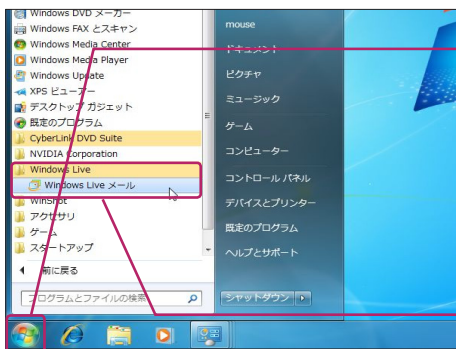 Windows DVD メーカー
Windows FAX とスキャン
Windows Media Center
Windows Media Player
Windows Update
XPS ビューアー
デスクトップ ガジェット
既定のプログラム
CyberLink DVD Suite
NVIDIA Corporation
Windows Live
Windows Live メール
WinShot
アクセサリ
ゲーム
スタートアップ
前に戻る
プログラムとファイルの検索
mouse
ドキュメント
ピクチャ
ミュージック
ゲーム
コンピューター
コントロール パネル
デバイスとプリンター
既定のプログラム
ヘルプとサポート
シャットダウン